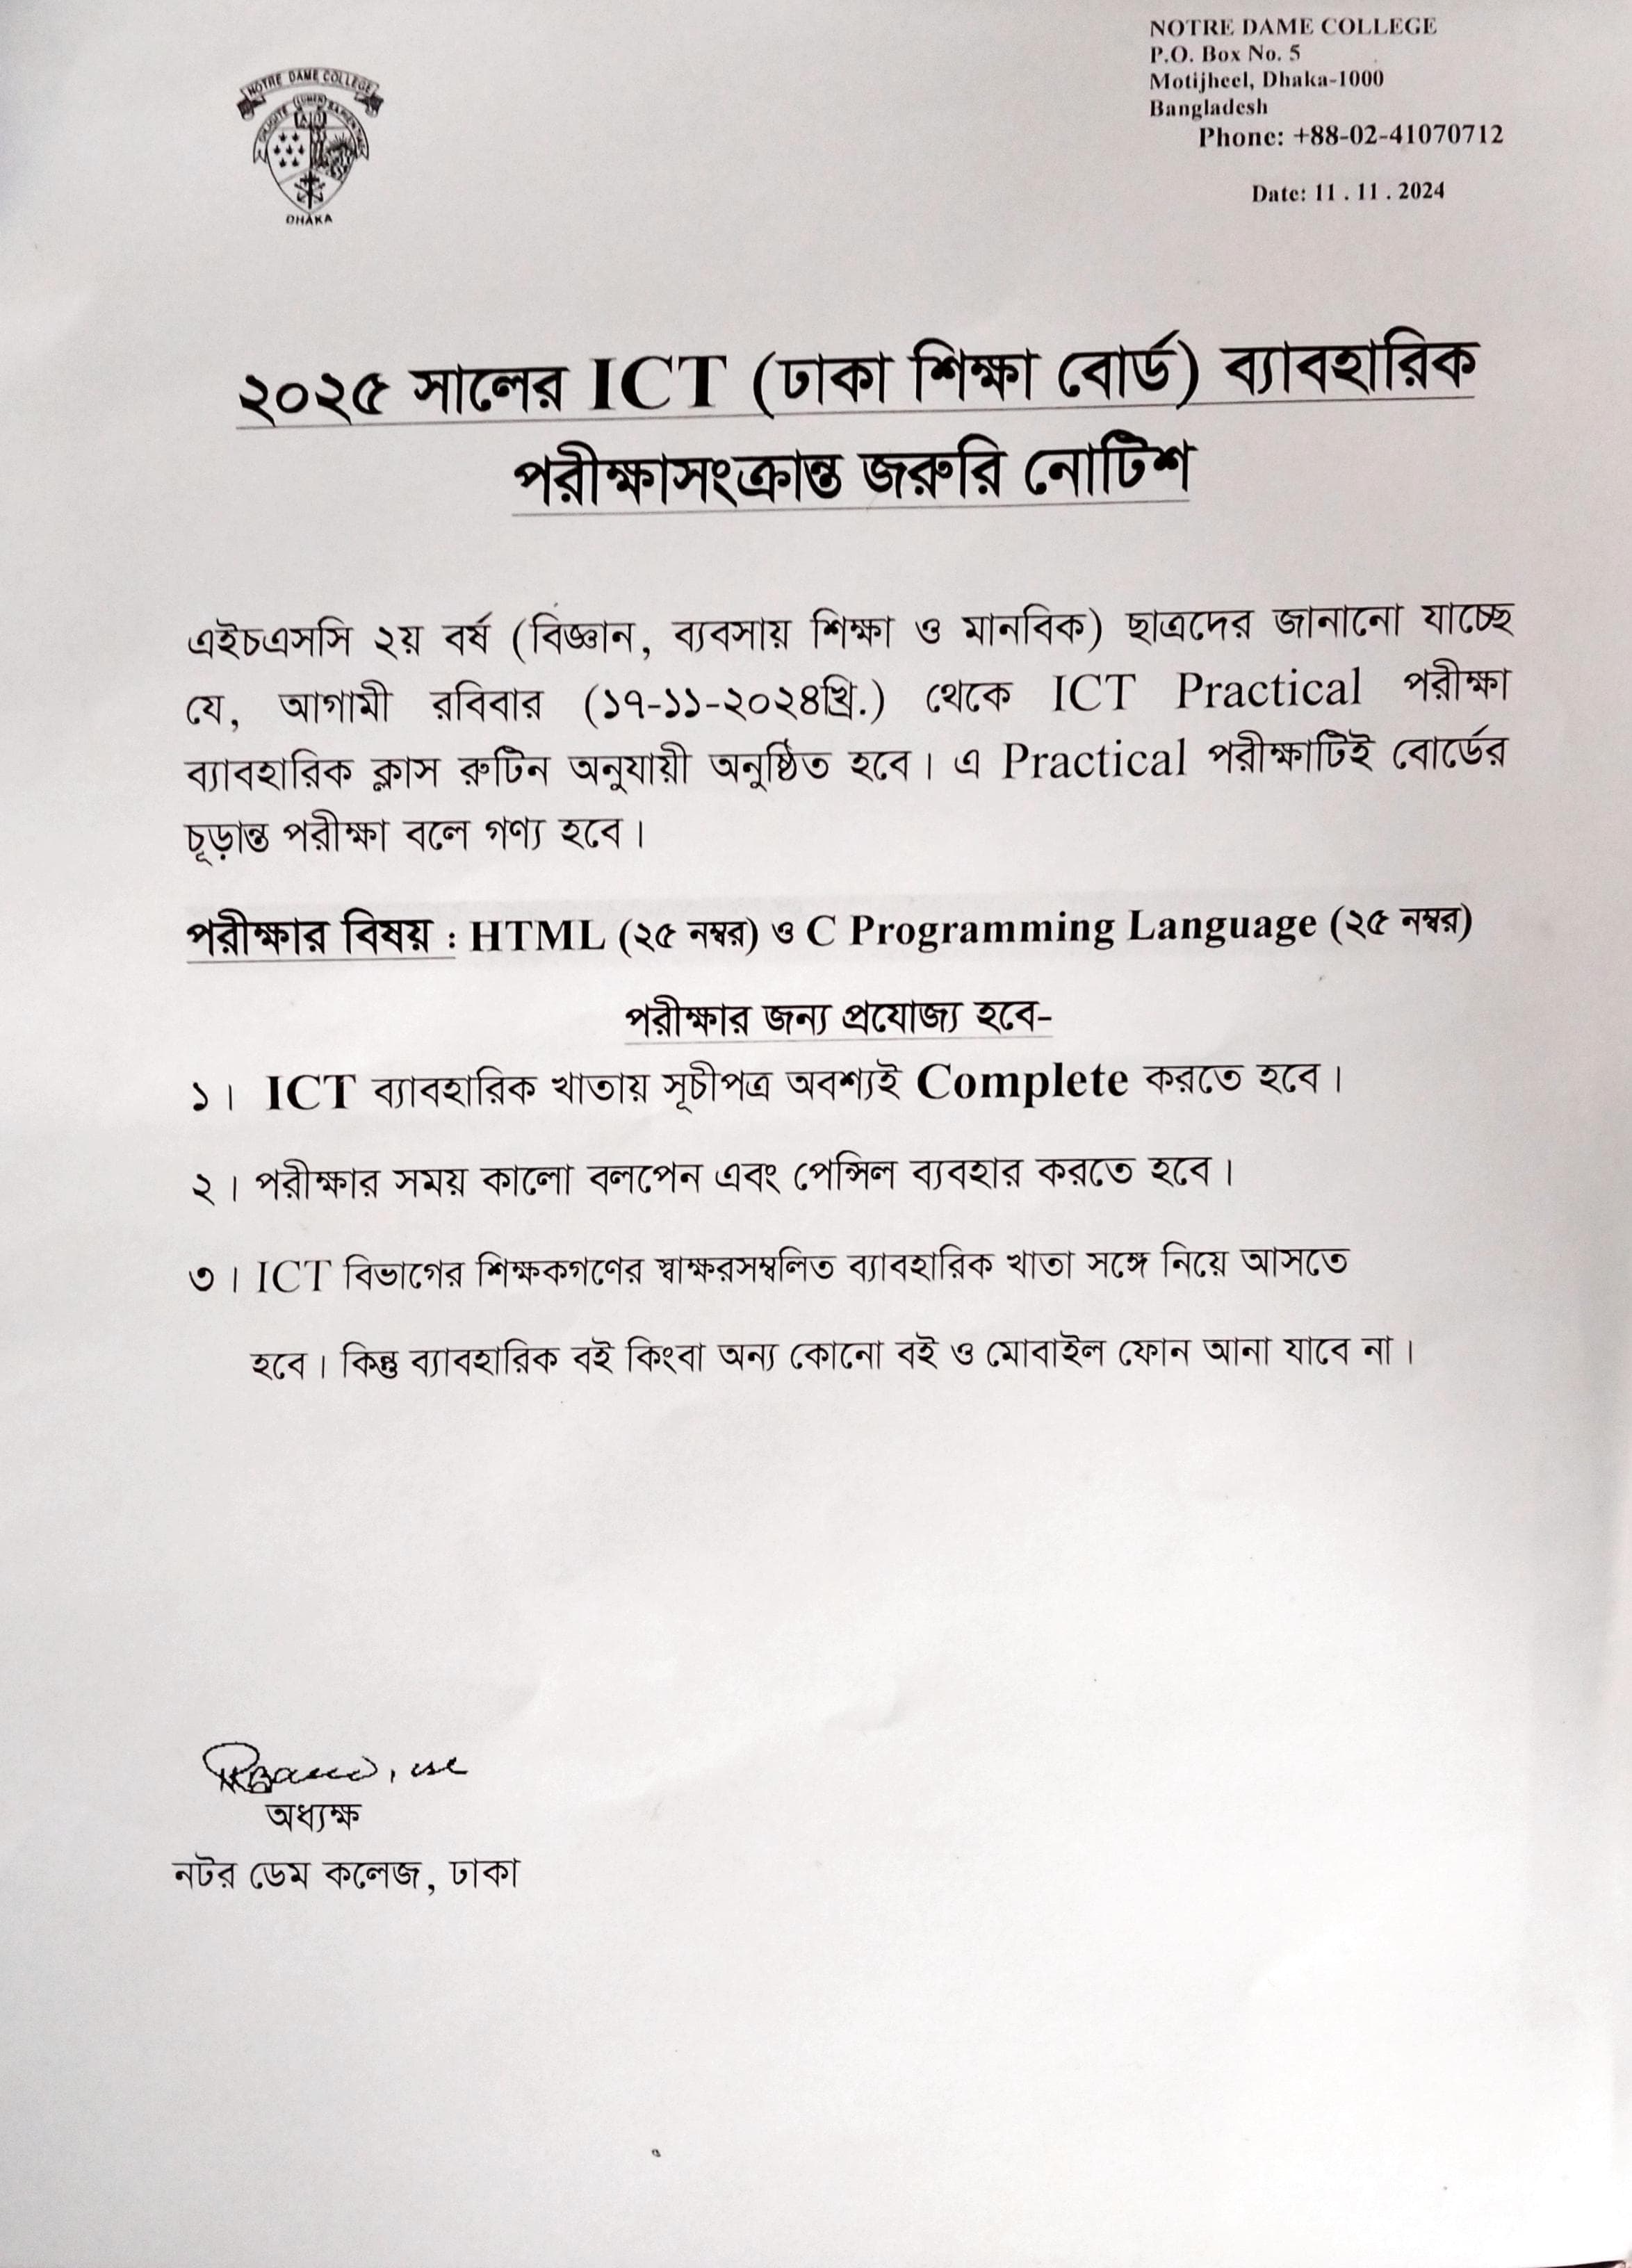 NOTRE DAME COLLEGE
P.O. Box No. 5
Motijheel, Dhaka-1000
Bangladesh
Phone: +88-02-41070712
Date: 11 . 11 . 2024
NOTRE DAME COLLEGE
DHAKA
২০২৫ সালের ICT (ঢাকা শিক্ষা বোর্ড) ব্যাবহারিক
পরীক্ষাসংক্রান্ত জরুরি নোটিশ
এইচএসসি ২য় বর্ষ (বিজ্ঞান, ব্যবসায় শিক্ষা ও মানবিক) ছাত্রদের জানানো যাচ্ছে
যে, আগামী রবিবার (১৭-১১-২০২৪খ্রি.) থেকে ICT Practical পরীক্ষা
ব্যাবহারিক ক্লাস রুটিন অনুযায়ী অনুষ্ঠিত হবে। এ Practical পরীক্ষাটিই বোর্ডের
চূড়ান্ত পরীক্ষা বলে গণ্য হবে।
পরীক্ষার বিষয় : HTML (২৫ নম্বর) ও C Programming Language (২৫ নম্বর)
পরীক্ষার জন্য প্রযোজ্য হবে-
১। ICT ব্যাবহারিক খাতায় সূচীপত্র অবশ্যই Complete করতে হবে।
২। পরীক্ষার সময় কালো বলপেন এবং পেন্সিল ব্যবহার করতে হবে।
৩। ICT বিভাগের শিক্ষকগণের স্বাক্ষরসম্বলিত ব্যাবহারিক খাতা সঙ্গে নিয়ে আসতে
হবে। কিন্তু ব্যাবহারিক বই কিংবা অন্য কোনো বই ও মোবাইল ফোন আনা যাবে না।
অধ্যক্ষ
নটর ডেম কলেজ, ঢাকা